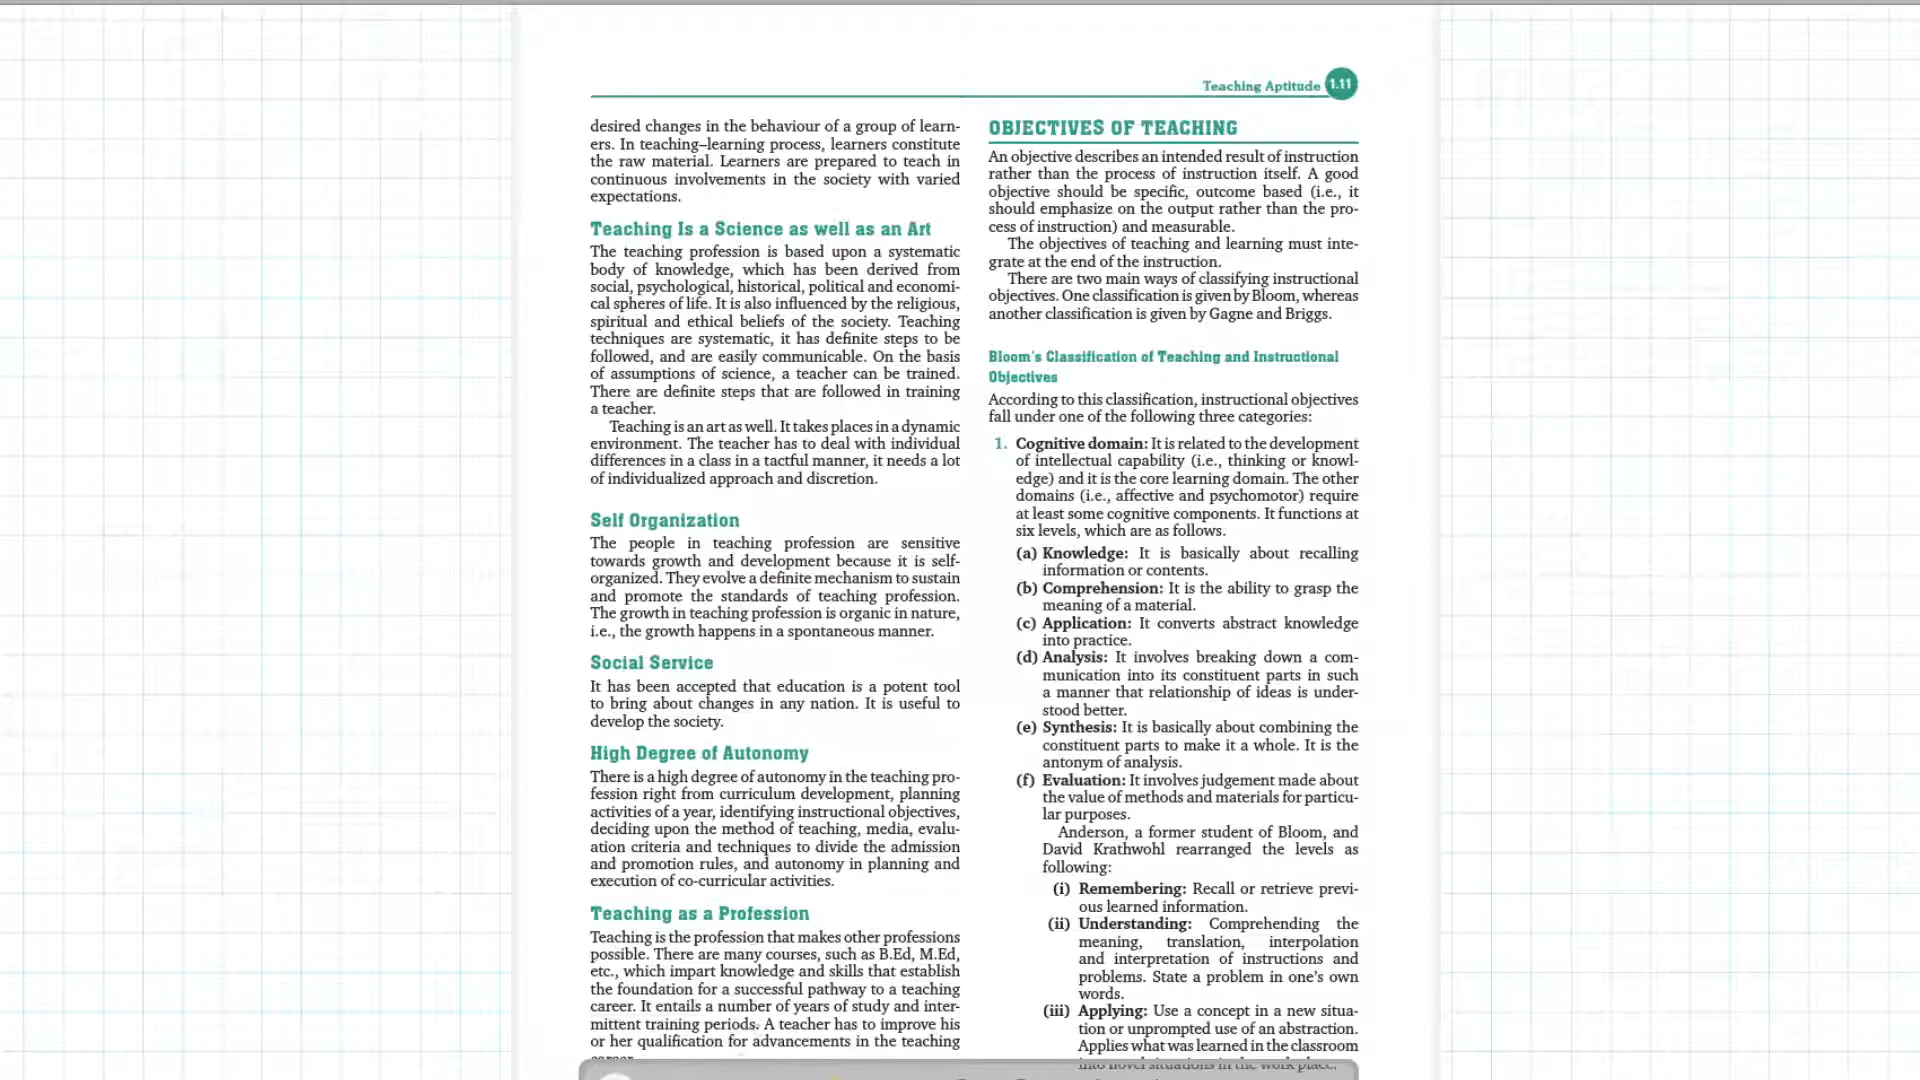 Teaching Aptitude 1.11
desired changes in the behaviour of a group of learn-
ers. In teaching–learning process, learners constitute
the raw material. Learners are prepared to teach in
continuous involvements in the society with varied
expectations.
Teaching Is a Science as well as an Art
The teaching profession is based upon a systematic
body of knowledge, which has been derived from
social, psychological, historical, political and economi-
cal spheres of life. It is also influenced by the religious,
spiritual and ethical beliefs of the society. Teaching
techniques are systematic, it has definite steps to be
followed, and are easily communicable. On the basis
of assumptions of science, a teacher can be trained.
There are definite steps that are followed in training
a teacher.
Teaching is an art as well. It takes places in a dynamic
environment. The teacher has to deal with individual
differences in a class in a tactful manner, it needs a lot
of individualized approach and discretion.
Self Organization
The people in teaching profession are sensitive
towards growth and development because it is self-
organized. They evolve a definite mechanism to sustain
and promote the standards of teaching profession.
The growth in teaching profession is organic in nature,
i.e., the growth happens in a spontaneous manner.
Social Service
It has been accepted that education is a potent tool
to bring about changes in any nation. It is useful to
develop the society.
High Degree of Autonomy
There is a high degree of autonomy in the teaching pro-
fession right from curriculum development, planning
activities of a year, identifying instructional objectives,
deciding upon the method of teaching, media, evalu-
ation criteria and techniques to divide the admission
and promotion rules, and autonomy in planning and
execution of co-curricular activities.
Teaching as a Profession
Teaching is the profession that makes other professions
possible. There are many courses, such as B.Ed, M.Ed,
etc., which impart knowledge and skills that establish
the foundation for a successful pathway to a teaching
career. It entails a number of years of study and inter-
mittent training periods. A teacher has to improve his
or her qualification for advancements in the teaching
OBJECTIVES OF TEACHING
An objective describes an intended result of instruction
rather than the process of instruction itself. A good
objective should be specific, outcome based (i.e., it
should emphasize on the output rather than the pro-
cess of instruction) and measurable.
The objectives of teaching and learning must inte-
grate at the end of the instruction.
There are two main ways of classifying instructional
objectives. One classification is given by Bloom, whereas
another classification is given by Gagne and Briggs.
Bloom's Classification of Teaching and Instructional
Objectives
According to this classification, instructional objectives
fall under one of the following three categories:
1. Cognitive domain: It is related to the development
of intellectual capability (i.e., thinking or knowl-
edge) and it is the core learning domain. The other
domains (i.e., affective and psychomotor) require
at least some cognitive components. It functions at
six levels, which are as follows.
(a) Knowledge: It is basically about recalling
information or contents.
(b) Comprehension: It is the ability to grasp the
meaning of a material.
(c) Application: It converts abstract knowledge
into practice.
(d) Analysis: It involves breaking down a com-
munication into its constituent parts in such
a manner that relationship of ideas is under-
stood better.
(e) Synthesis: It is basically about combining the
constituent parts to make it a whole. It is the
antonym of analysis.
(f) Evaluation: It involves judgement made about
the value of methods and materials for particu-
lar purposes.
Anderson, a former student of Bloom, and
David Krathwohl rearranged the levels as
following:
(i) Remembering: Recall or retrieve previ-
ous learned information.
(ii) Understanding: Comprehending the
meaning, translation, interpolation
and interpretation of instructions and
problems. State a problem in one's own
words.
(iii) Applying: Use a concept in a new situa-
tion or unprompted use of an abstraction.
Applies what was learned in the classroom
into novel situations in the work place.